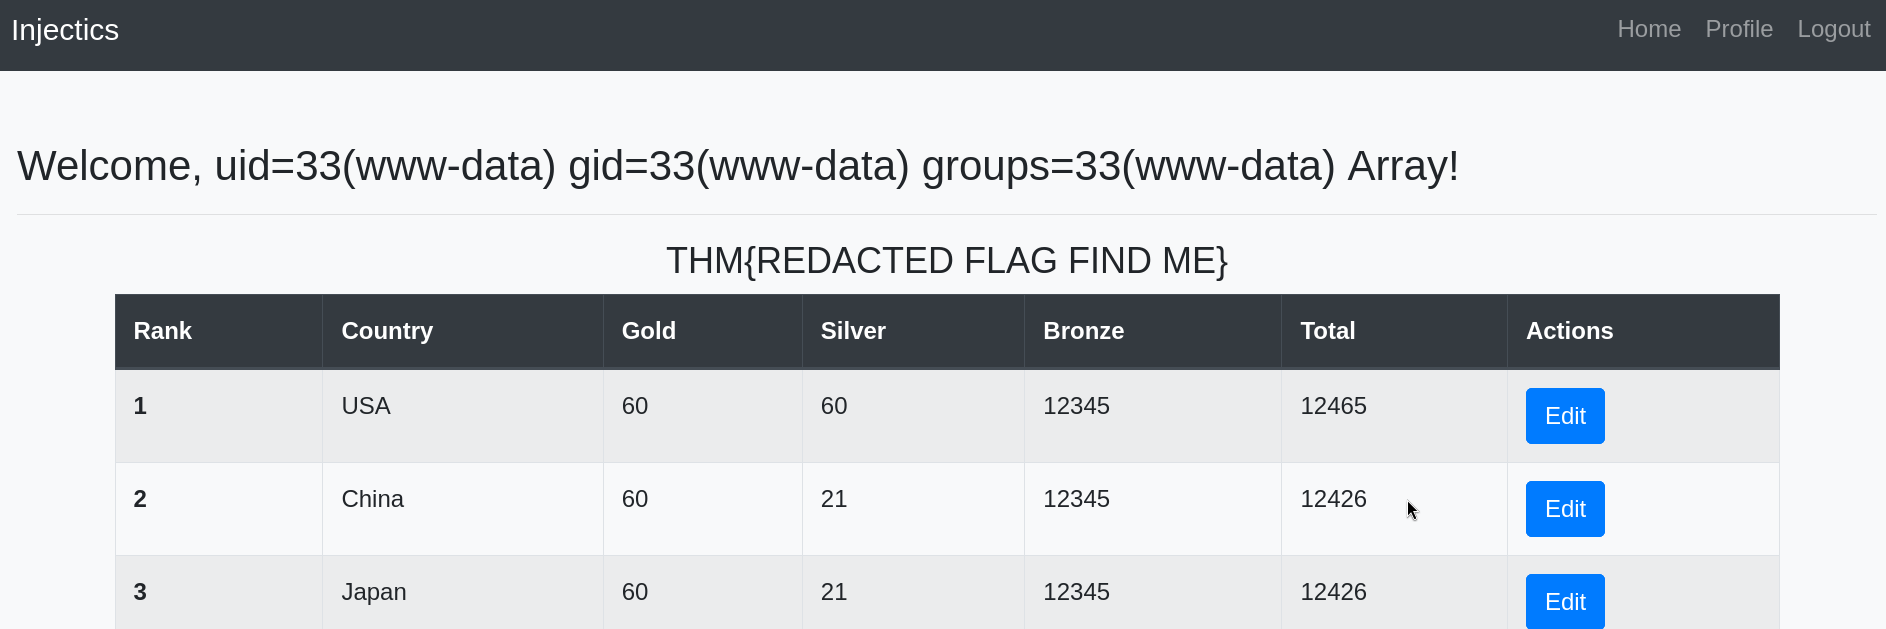 Injectics Home Profile Logout
Welcome, uid=33(www-data) gid=33(www-data) groups=33(www-data) Array!
THM{REDACTED FLAG FIND ME}
Rank Country Gold Silver Bronze Total Actions
1 USA 60 60 12345 12465 Edit
2 China 60 21 12345 12426 Edit
3 Japan 60 21 12345 12426 Edit